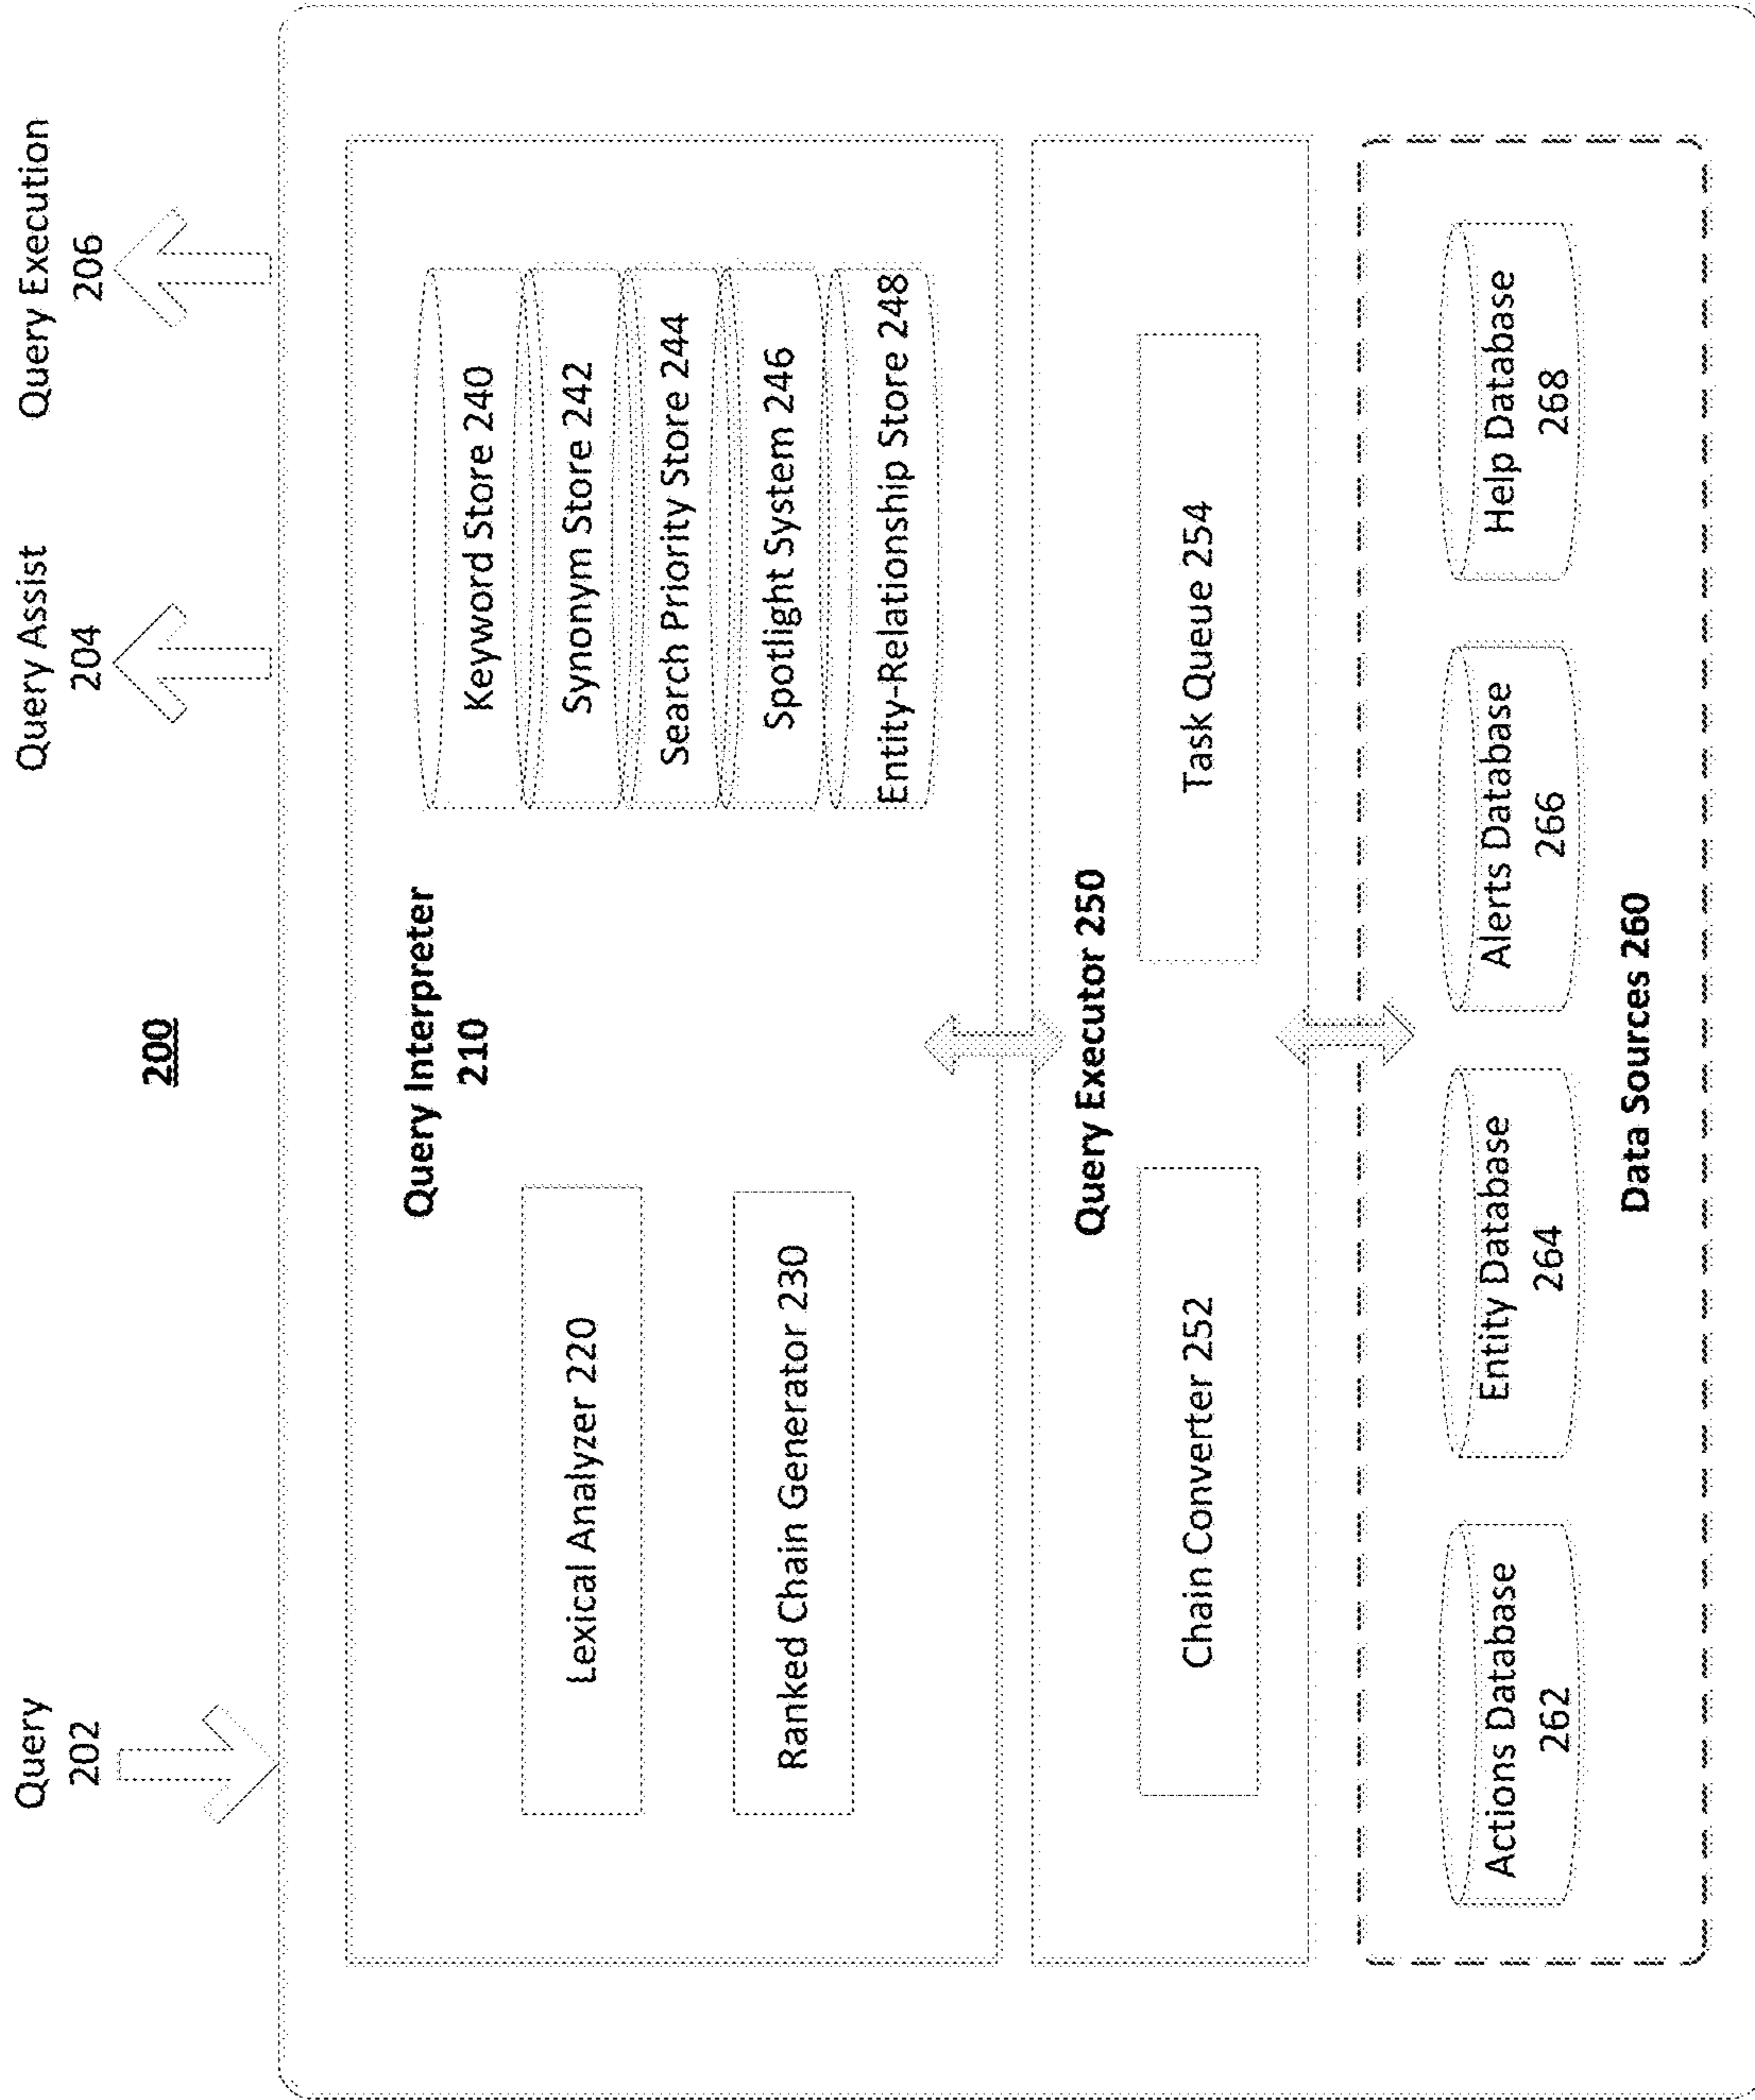 Query
202
Query Assist
204
Query Execution
206
200
Query Interpreter
210
Lexical Analyzer 220
Ranked Chain Generator 230
Keyword Store 240
Synonym Store 242
Search Priority Store 244
Spotlight System 246
Entity-Relationship Store 248
Query Executor 250
Chain Converter 252
Task Queue 254
Actions Database
262
Entity Database
264
Alerts Database
266
Help Database
268
Data Sources 260